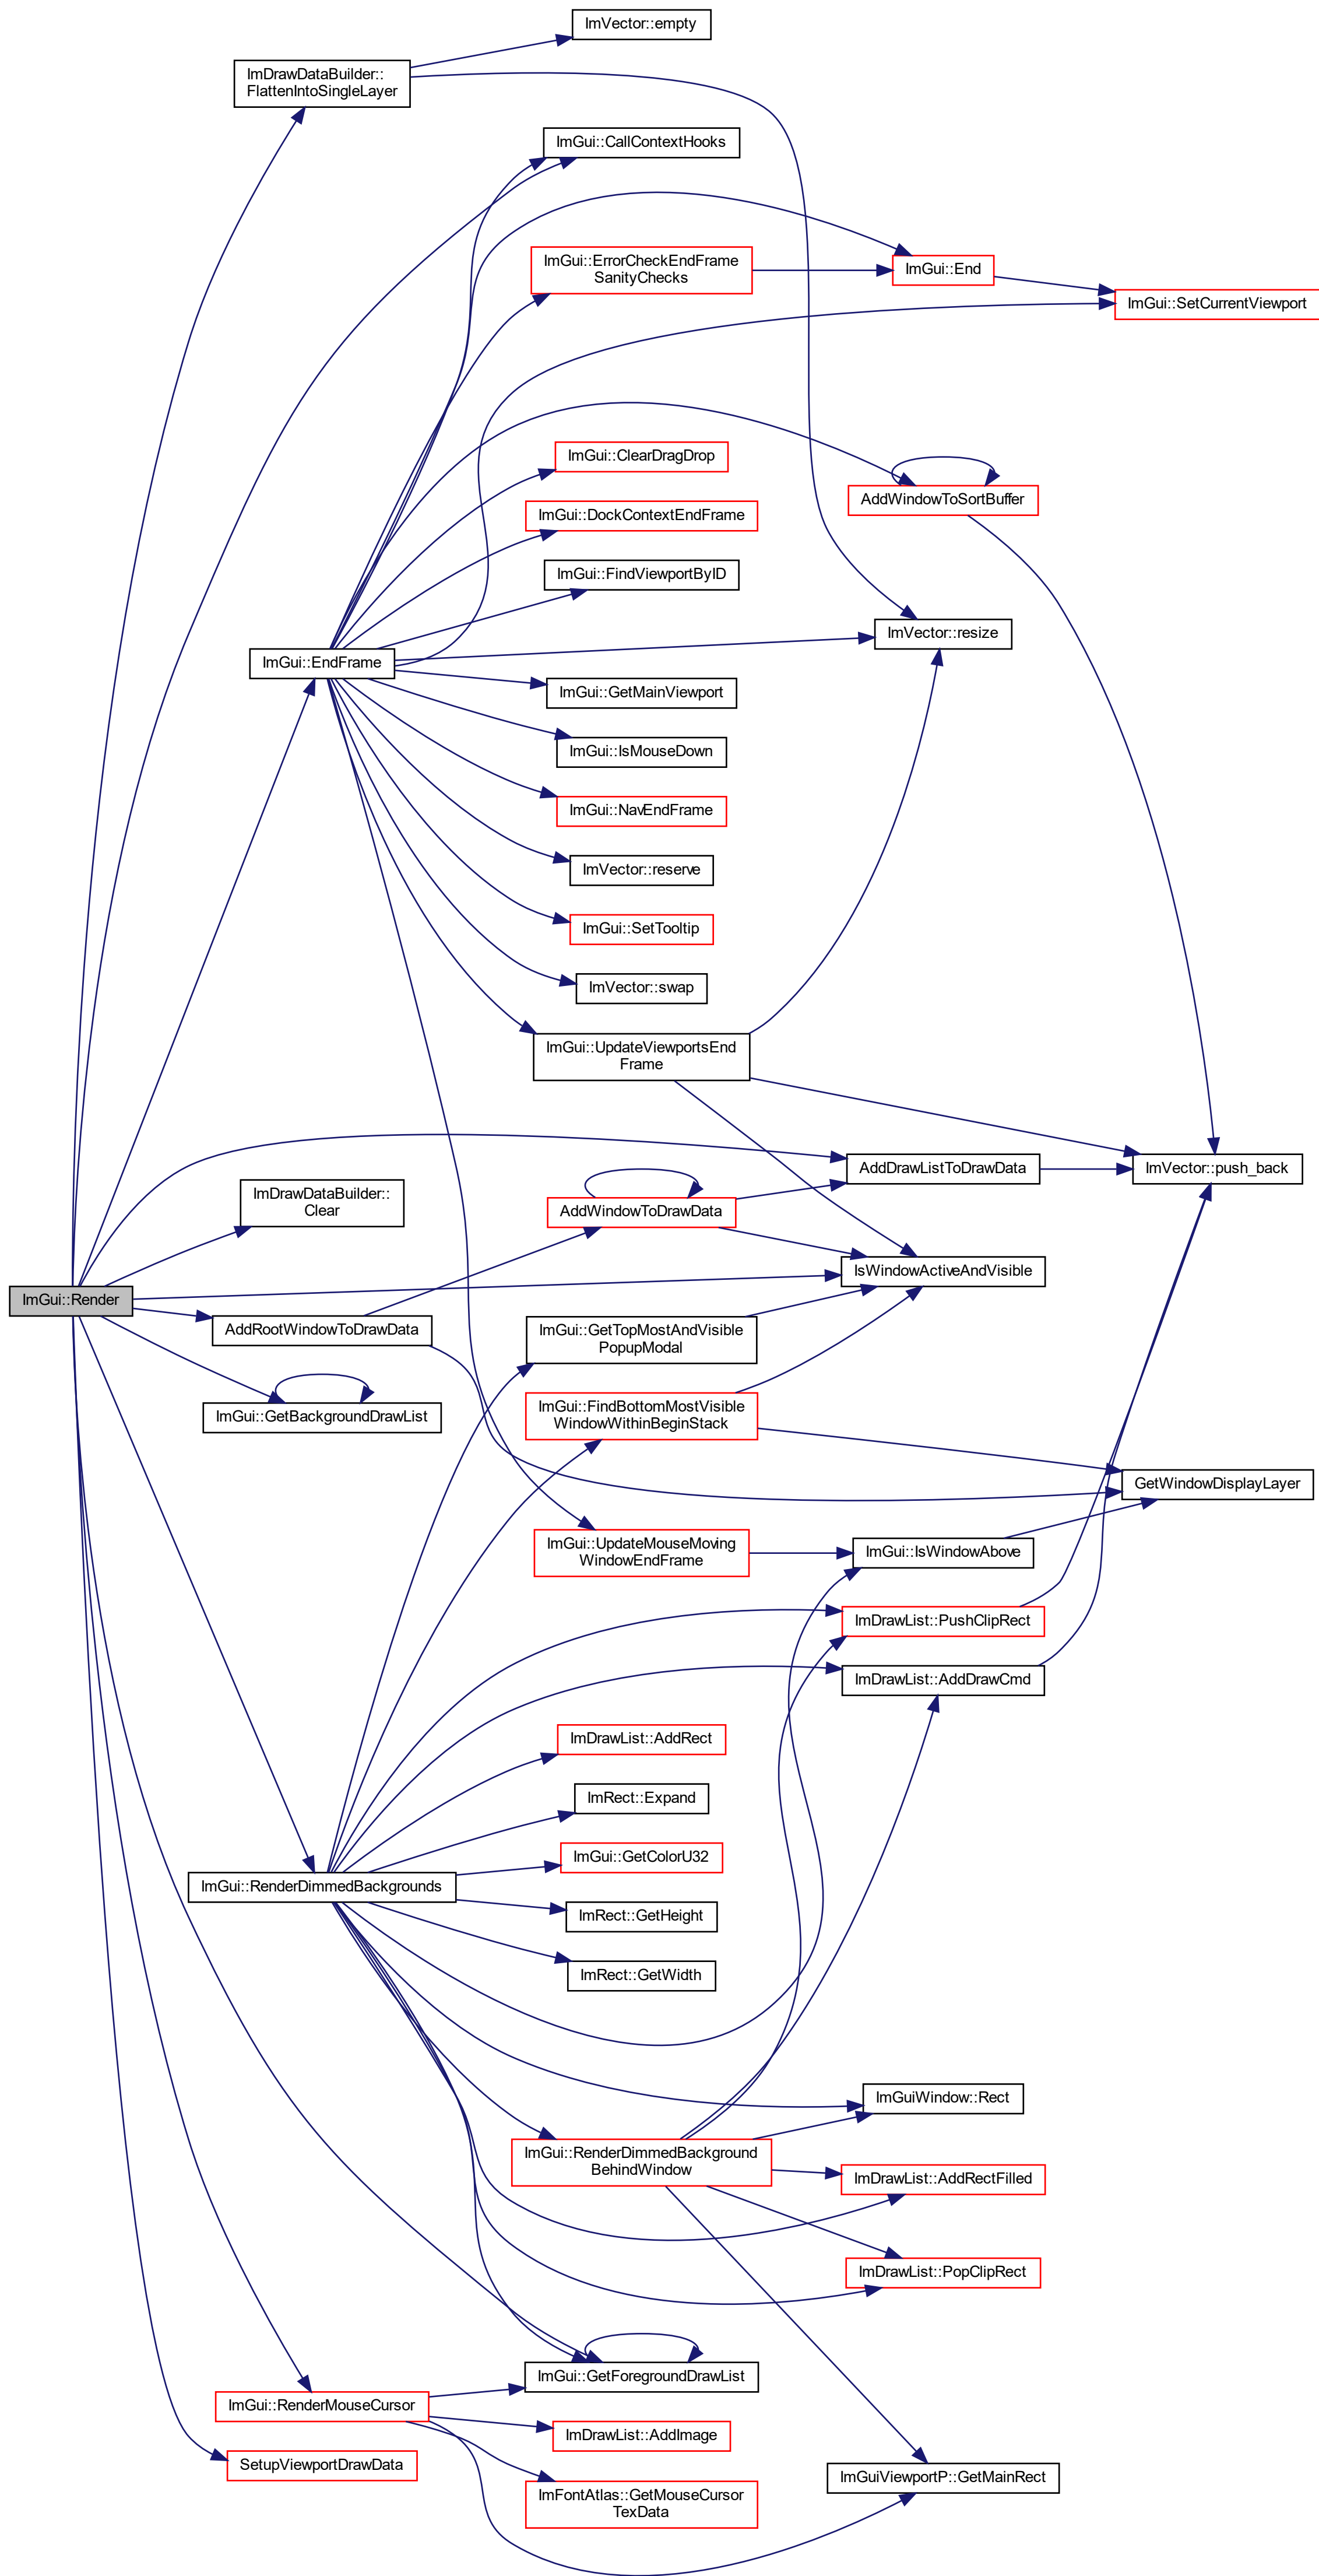 ImVector::empty
ImDrawDataBuilder::
FlattenIntoSingleLayer
ImGui::CallContextHooks
ImGui::ErrorCheckEndFrame
SanityChecks
ImGui::End
ImGui::SetCurrentViewport
ImGui::ClearDragDrop
AddWindowToSortBuffer
ImGui::DockContextEndFrame
ImGui::FindViewportByID
ImVector::resize
ImGui::EndFrame
ImGui::GetMainViewport
ImGui::IsMouseDown
ImGui::NavEndFrame
ImVector::reserve
ImGui::SetTooltip
ImVector::swap
ImGui::UpdateViewportsEnd
Frame
AddDrawListToDrawData
ImVector::push_back
ImDrawDataBuilder::
Clear
AddWindowToDrawData
IsWindowActiveAndVisible
ImGui::Render
AddRootWindowToDrawData
ImGui::GetTopMostAndVisible
PopupModal
ImGui::GetBackgroundDrawList
ImGui::FindBottomMostVisible
WindowWithinBeginStack
GetWindowDisplayLayer
ImGui::UpdateMouseMoving
WindowEndFrame
ImGui::IsWindowAbove
ImDrawList::PushClipRect
ImDrawList::AddDrawCmd
ImDrawList::AddRect
ImRect::Expand
ImGui::GetColorU32
ImGui::RenderDimmedBackgrounds
ImRect::GetHeight
ImRect::GetWidth
ImGuiWindow::Rect
ImGui::RenderDimmedBackground
BehindWindow
ImDrawList::AddRectFilled
ImDrawList::PopClipRect
ImGui::GetForegroundDrawList
ImGui::RenderMouseCursor
ImDrawList::AddImage
SetupViewportDrawData
ImGuiViewportP::GetMainRect
ImFontAtlas::GetMouseCursor
TexData